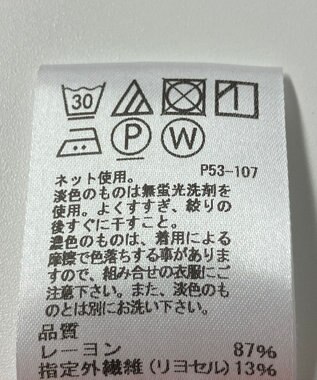 30
P W
P53-107
ネット使用。
淡色のものは無蛍光洗剤を
使用。よくすすぎ、絞りの
後すぐに干すこと。
濃色のものは、着用による
摩擦で色落ちする事があり
ますので、組み合せの衣服にご
注意下さい。また、淡色のも
のとは別にお洗い下さい。
品質
レーヨン 87%
指定外繊維(リヨセル)13%